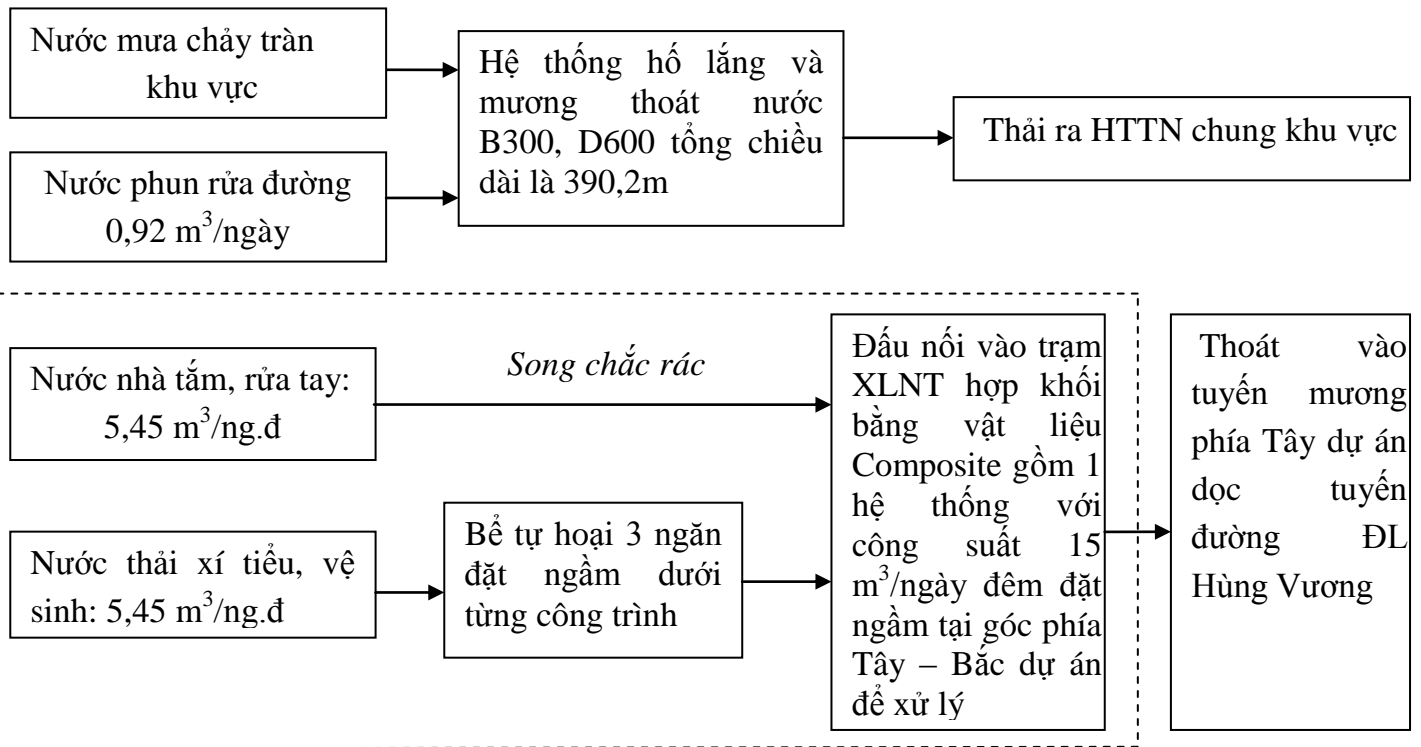 Nước mưa chảy tràn
khu vực
Nước phun rửa đường
0,92 m³/ngày
Hệ thống hố lắng và
mương thoát nước
B300, D600 tổng chiều
dài là 390,2m
Thải ra HTTN chung khu vực
Nước nhà tắm, rửa tay:
5,45 m³/ng.đ
Song chắc rác
Nước thải xí tiểu, vệ
sinh: 5,45 m³/ng.đ
Bể tự hoại 3 ngăn
đặt ngầm dưới
từng công trình
Đấu nối vào trạm
XLNT hợp khối
bằng vật liệu
Composite gồm 1
hệ thống với
công suất 15
m³/ngày đêm đặt
ngầm tại góc phía
Tây – Bắc dự án
để xử lý
Thoát vào
tuyến mương
phía Tây dự án
dọc tuyến
đường ĐL
Hùng Vương